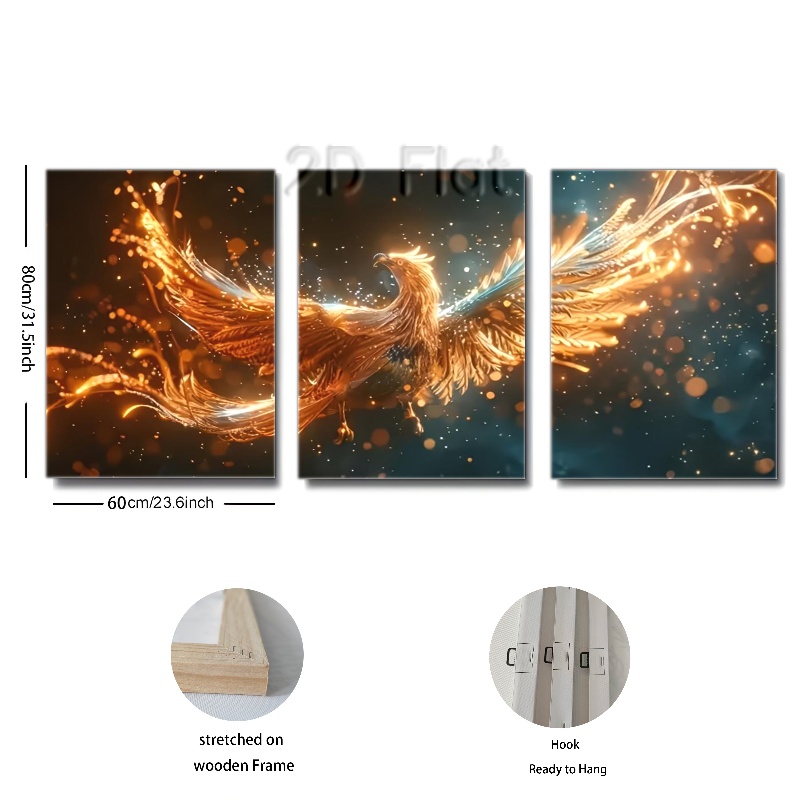 2D Flat
80cm/31.5inch
60cm/23.6inch
stretched on
wooden Frame
Hook
Ready to Hang